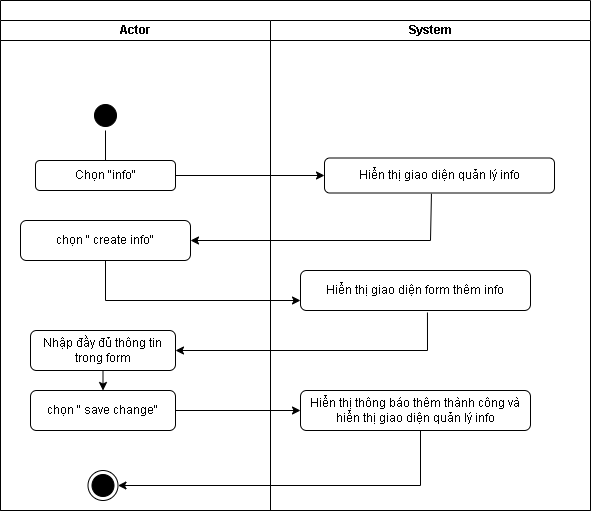 Actor
System
Chọn "info"
Hiển thị giao diện quản lý info
chọn " create info"
Hiển thị giao diện form thêm info
Nhập đầy đủ thông tin
trong form
chọn " save change"
Hiển thị thông báo thêm thành công và
hiển thị giao diện quản lý info